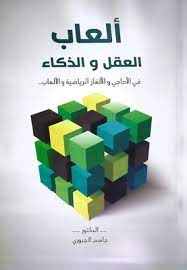 ألعاب
العقل و الذكاء
في الأحاجي و الألغاز الرياضية و الألعاب..
الدكتور
جاسم الجبوري